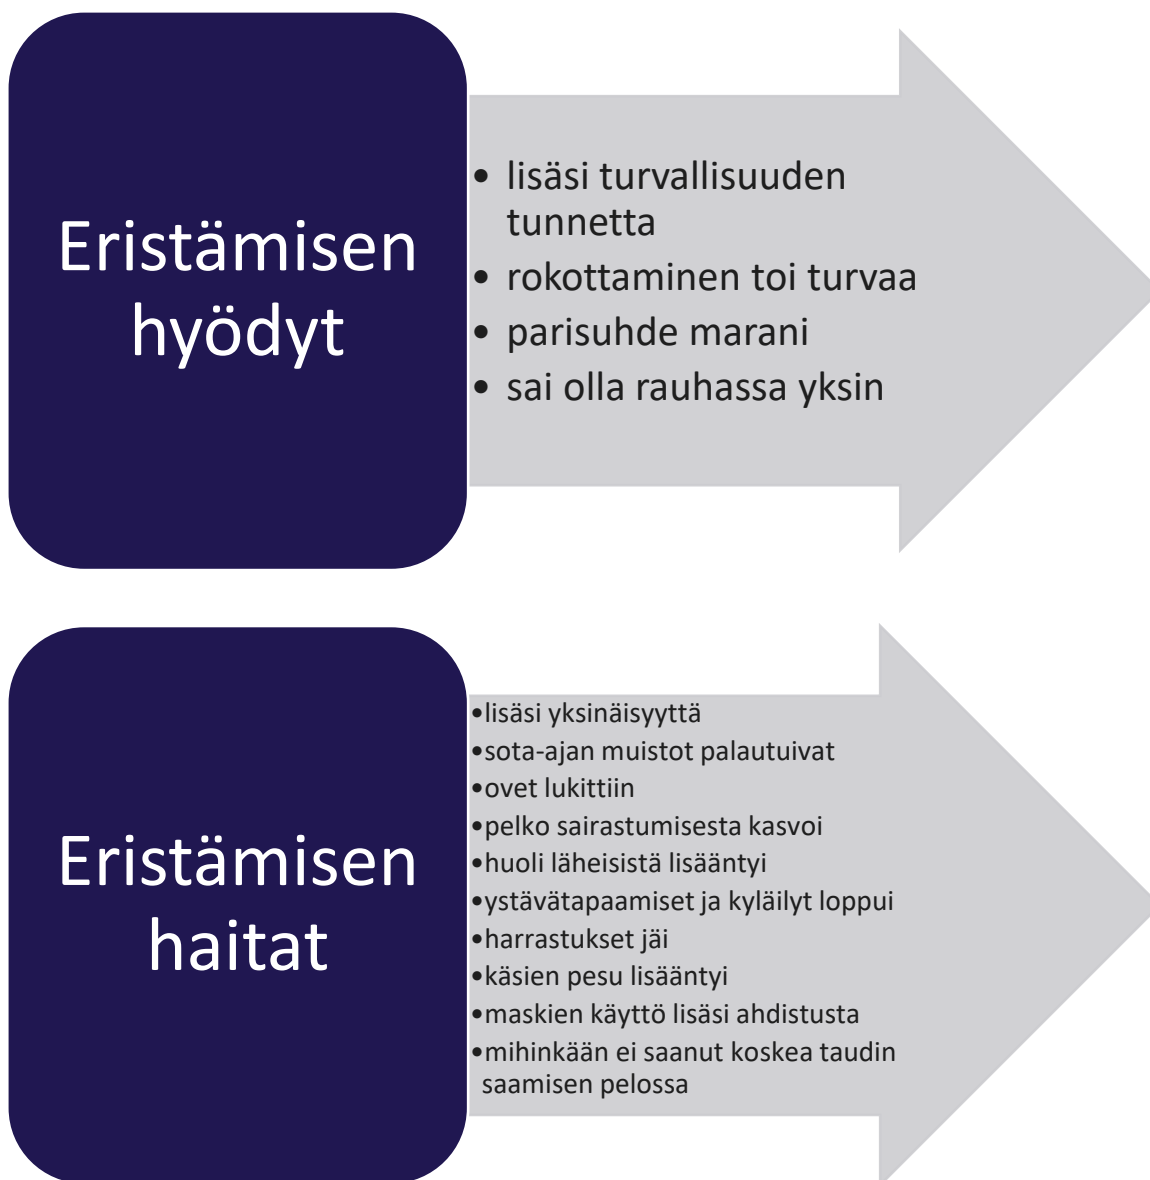 Eristämisen
hyödyt
• lisäsi turvallisuuden
tunnetta
• rokottaminen toi turvaa
• parisuhde marani
• sai olla rauhassa yksin
Eristämisen
haitat
•lisäsi yksinäisyyttä
•sota-ajan muistot palautuivat
•ovet lukittiin
•pelko sairastumisesta kasvoi
•huoli läheisistä lisääntyi
•ystävätapaamiset ja kyläilyt loppui
•harrastukset jäi
•käsien pesu lisääntyi
•maskien käyttö lisäsi ahdistusta
•mihinkään ei saanut koskea taudin
saamisen pelossa